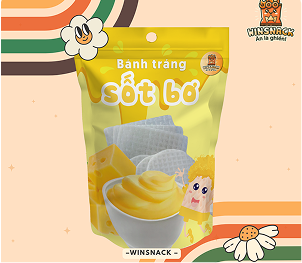 WINSNACK
Ăn là ghiền!
Bánh tráng
sốt bơ
–WINSNACK –